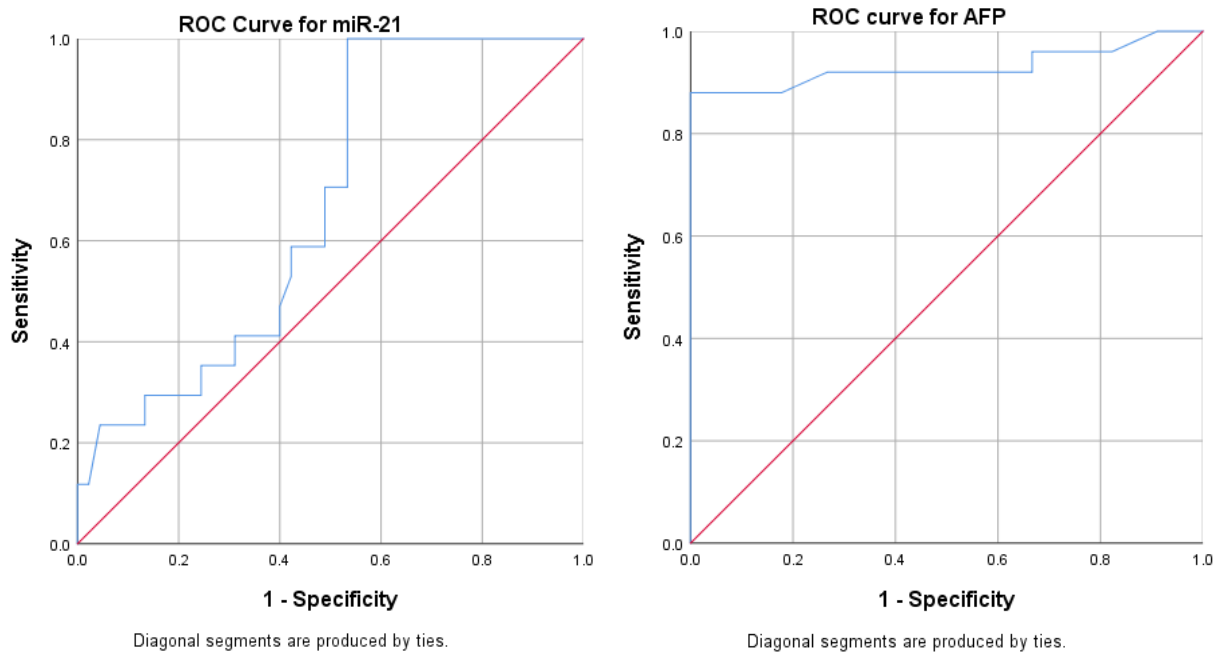 ROC Curve for miR-21
1.0
0.8
0.6
0.4
0.2
0.0
Sensitivity
0.0 0.2 0.4 0.6 0.8 1.0
1 - Specificity
Diagonal segments are produced by ties.
ROC curve for AFP
1.0
0.8
0.6
0.4
0.2
0.0
Sensitivity
0.0 0.2 0.4 0.6 0.8 1.0
1 - Specificity
Diagonal segments are produced by ties.